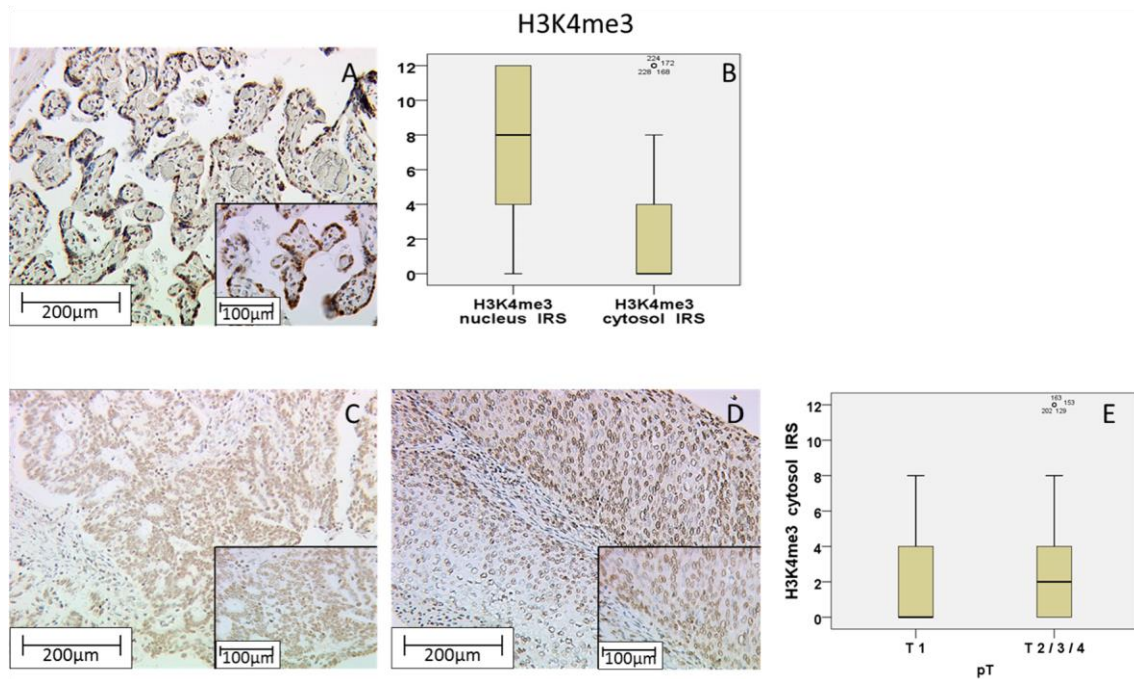 H3K4me3
A
200µm
100µm
B
12
10
8
6
4
2
0
224
172
228 168
H3K4me3
nucleus IRS
H3K4me3
cytosol IRS
C
200µm
100µm
D
200µm
100µm
E
H3K4me3 cytosol IRS
12
10
8
6
4
2
0
163
153
202 129
T 1
T 2 / 3 / 4
pT